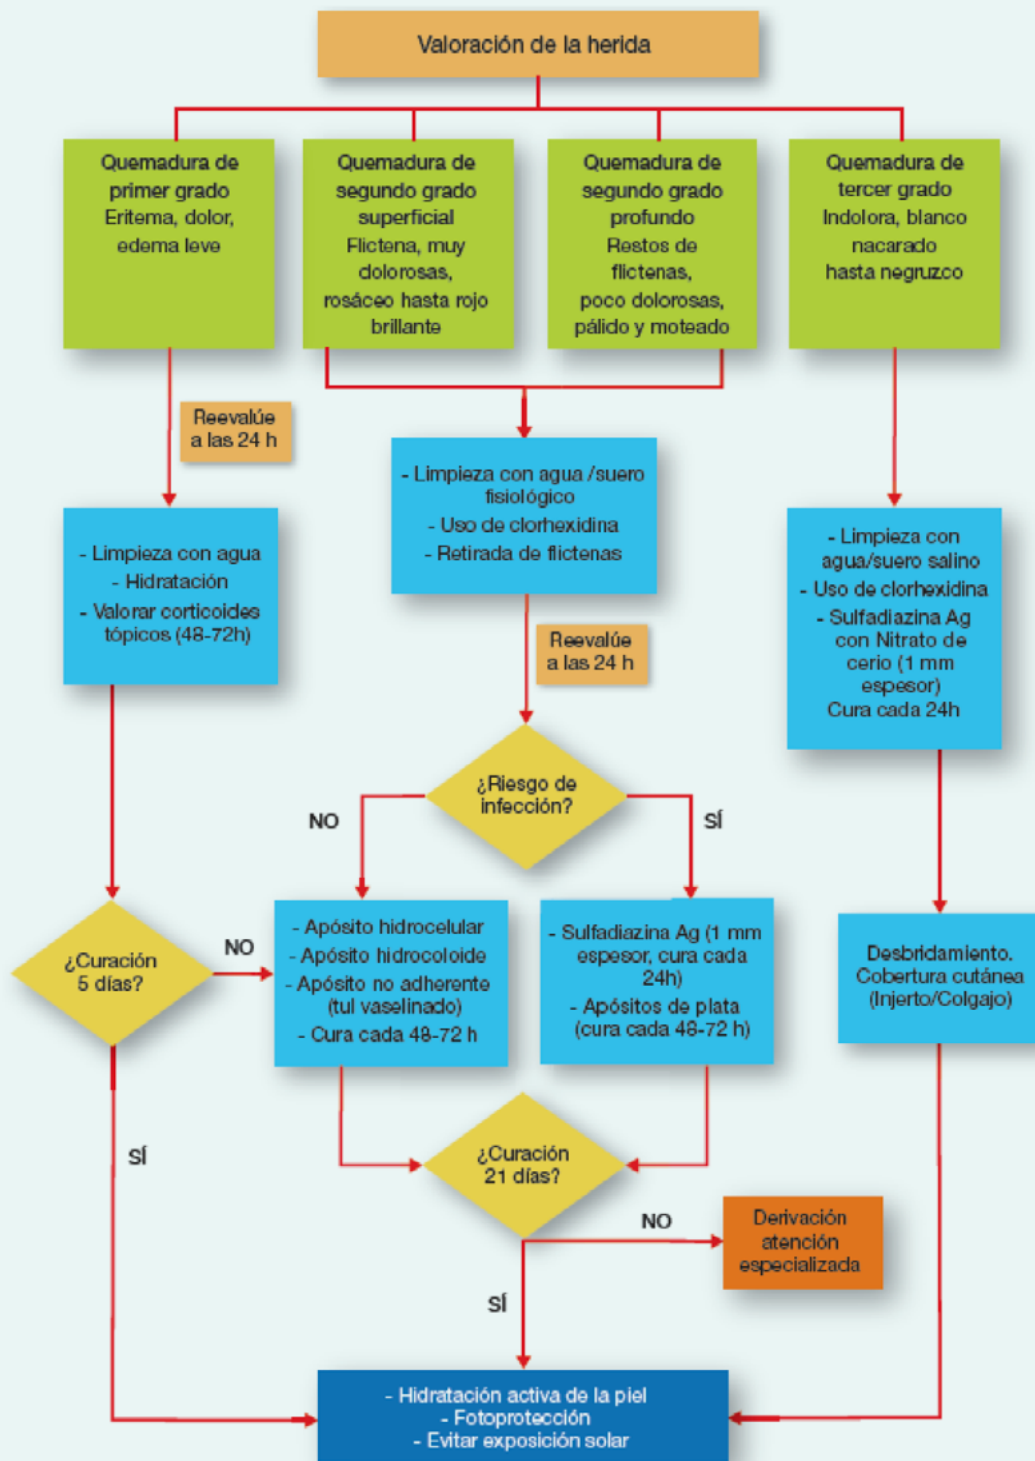 Valoración de la herida
Quemadura de
primer grado
Eritema, dolor,
edema leve
Quemadura de
segundo grado
superficial
Flictena, muy
dolorosas,
rosáceo hasta rojo
brillante
Quemadura de
segundo grado
profundo
Restos de
flictenas,
poco dolorosas,
pálido y moteado
Quemadura de
tercer grado
Indolora, blanco
nacarado
hasta negruzco
Reevalúe
a las 24 h
- Limpieza con agua /suero
fisiológico
- Uso de clorhexidina
- Retirada de flictenas
- Limpieza con agua
- Hidratación
- Valorar corticoides
tópicos (48-72h)
- Limpieza con
agua/suero salino
- Uso de clorhexidina
- Sulfadiazina Ag
con Nitrato de
cerio (1 mm
espesor)
Cura cada 24h
Reevalúe
a las 24 h
¿Riesgo de
infección?
NO
SÍ
¿Curación
5 días?
NO
- Apósito hidrocelular
- Apósito hidrocoloide
- Apósito no adherente
(tul vaselinado)
- Cura cada 48-72 h
- Sulfadiazina Ag (1 mm
espesor, cura cada
24h)
- Apósitos de plata
(cura cada 48-72 h)
Desbridamiento.
Cobertura cutánea
(Injerto/Colgajo)
SÍ
¿Curación
21 días?
NO
Derivación
atención
especializada
SÍ
- Hidratación activa de la piel
- Fotoprotección
- Evitar exposición solar